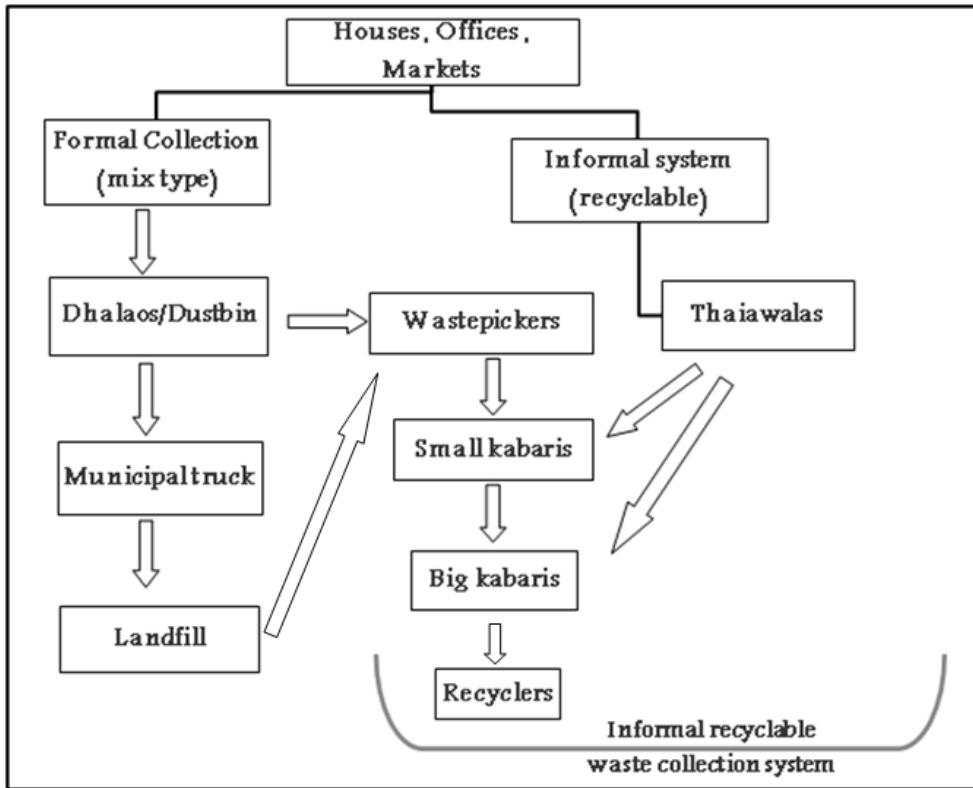 Houses, Offices,
Markets
Formal Collection
(mix type)
Informal system
(recyclable)
Dhalaos/Dustbin
Wastepickers
Thaiawalas
Small kabaris
Municipal truck
Big kabaris
Landfill
Recyclers
Informal recyclable
waste collection system